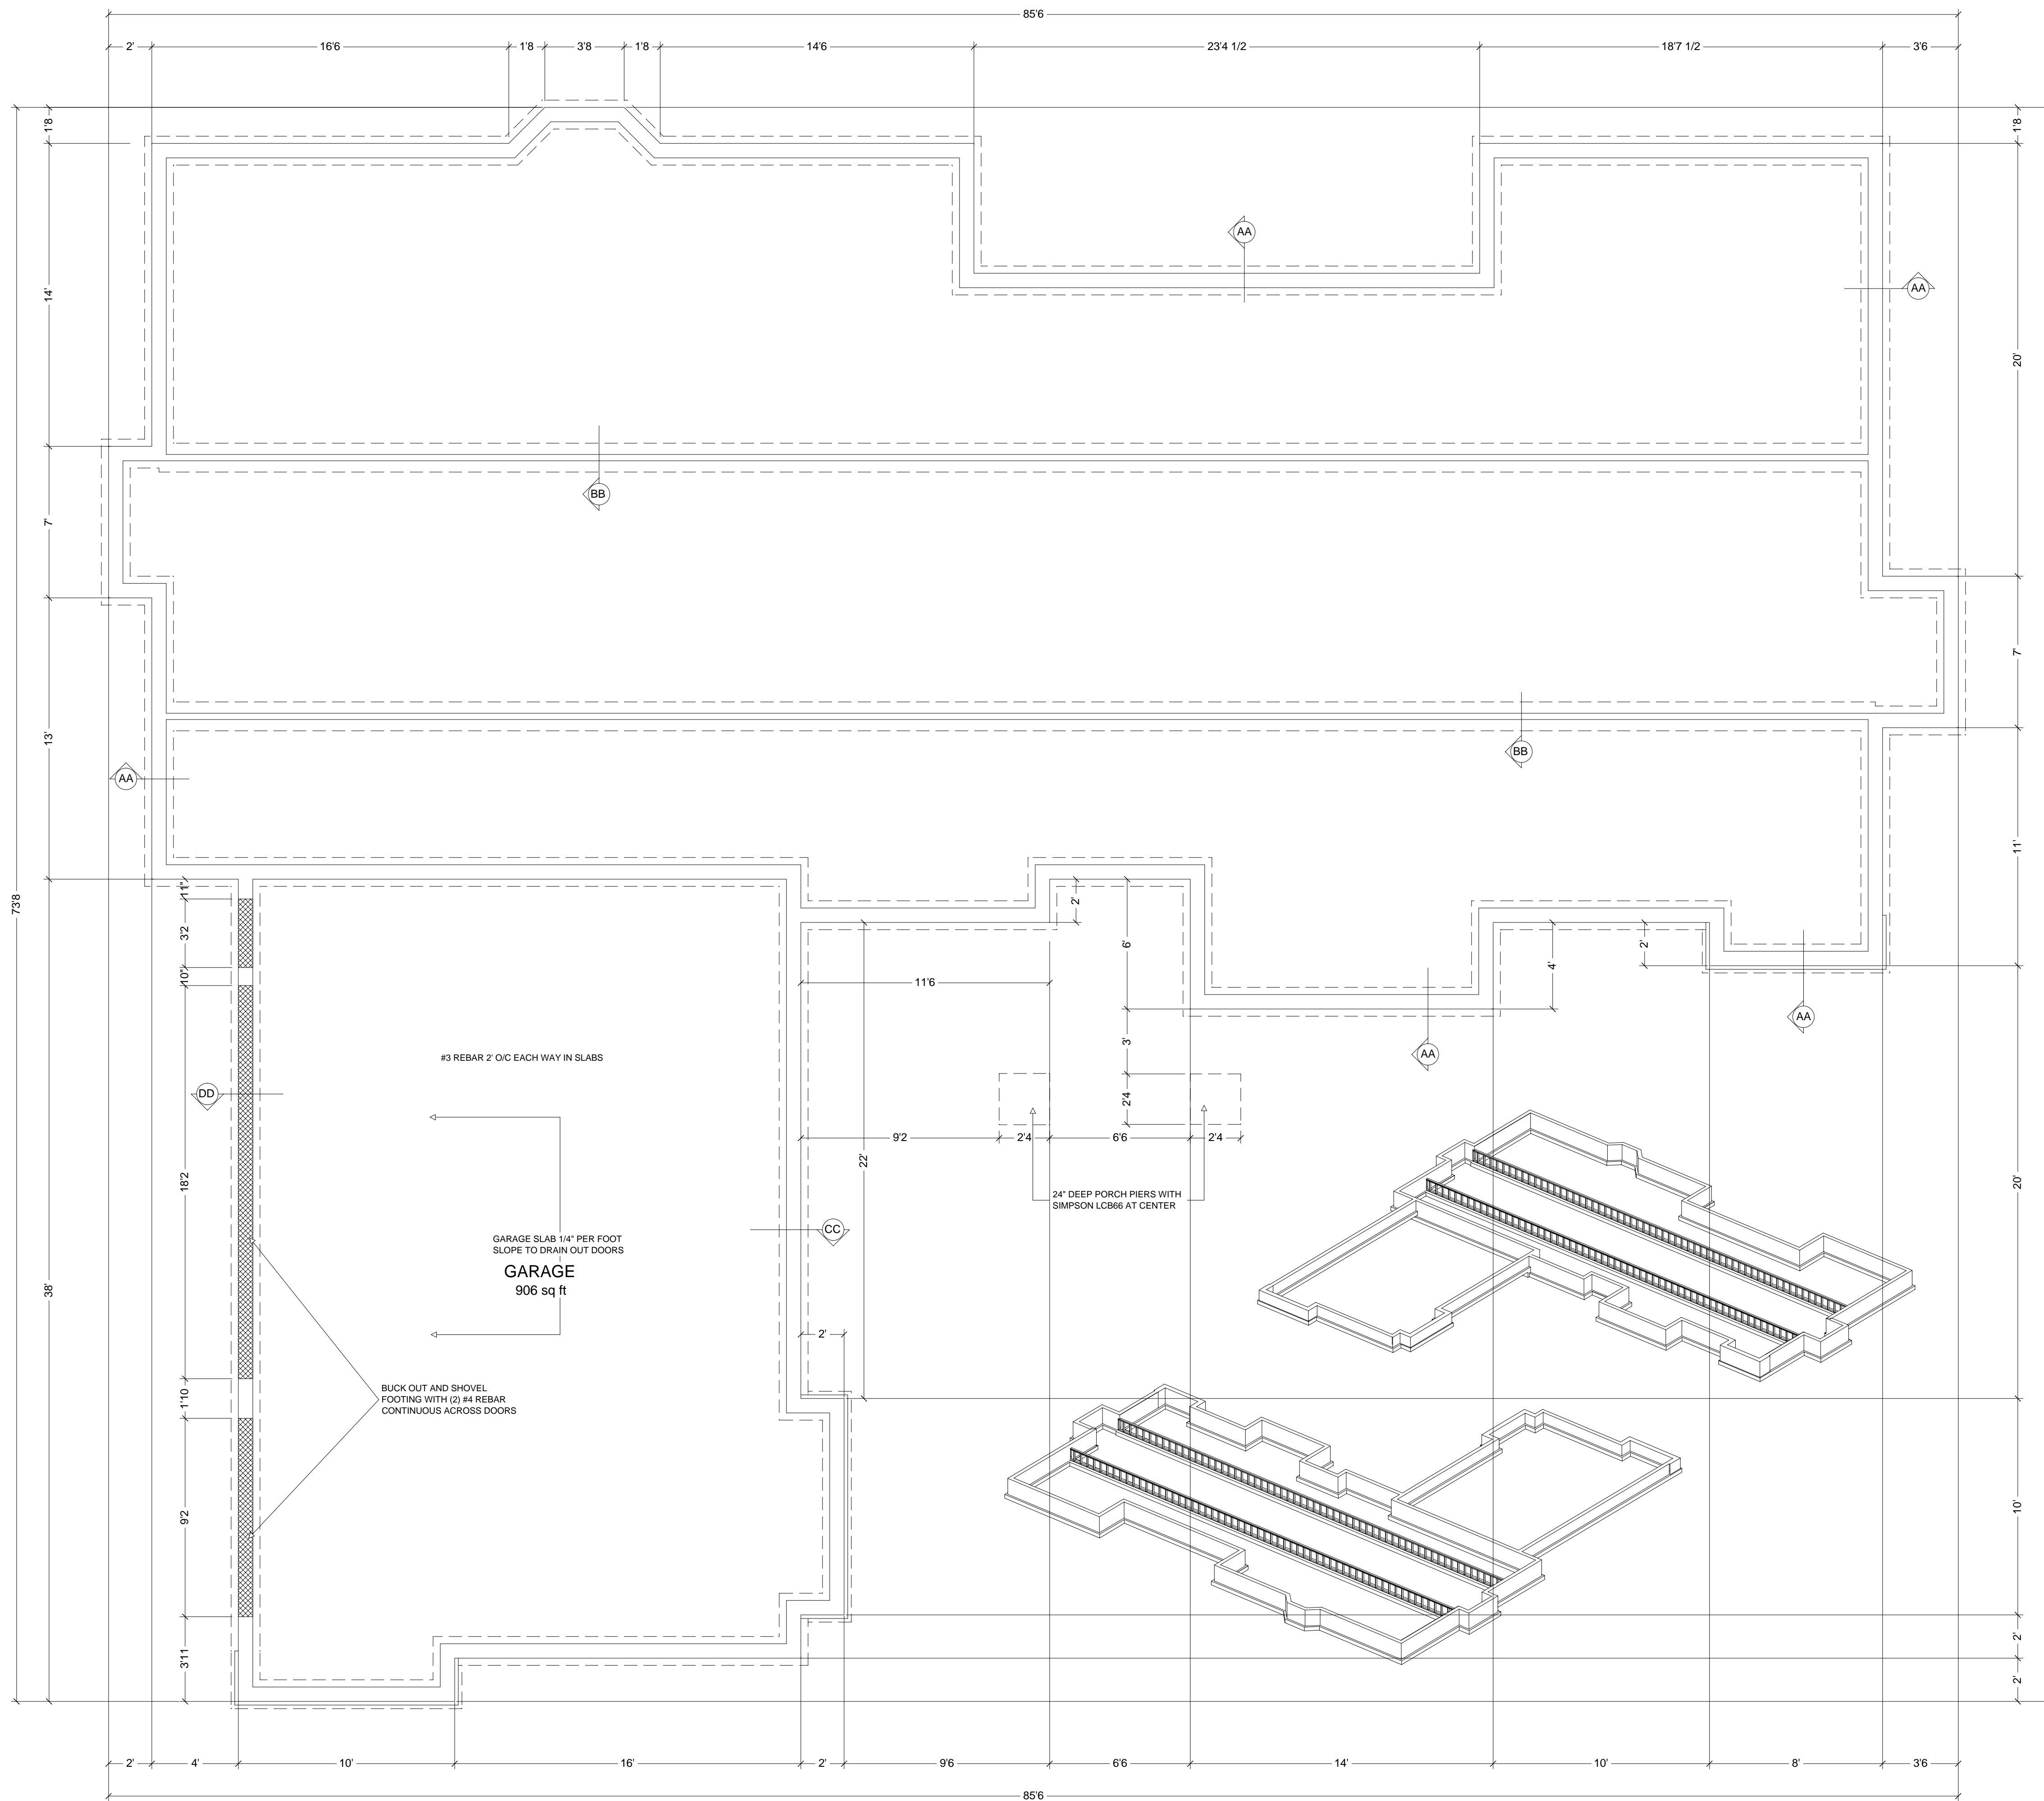 85'6
2'
16'6
1'8
3'8
1'8
14'6
23'4 1/2
18'7 1/2
3'6
1'8
1'8
AA
AA
14'
20'
BB
7'
7'
13'
BB
AA
11'
73'8
11"
3'2
10"
2'
6'
2'
4'
11'6
AA
AA
3'
#3 REBAR 2' O/C EACH WAY IN SLABS
DD
2'4
9'2
2'4
6'6
2'4
22'
18'2
20'
24" DEEP PORCH PIERS WITH
SIMPSON LCB66 AT CENTER
CC
GARAGE SLAB 1/4" PER FOOT
SLOPE TO DRAIN OUT DOORS
GARAGE
906 sq ft
38'
2'
BUCK OUT AND SHOVEL
FOOTING WITH (2) #4 REBAR
CONTINUOUS ACROSS DOORS
1'10
9'2
10'
3'11
2'
2'
2'
4'
10'
16'
2'
9'6
6'6
14'
10'
8'
3'6
85'6